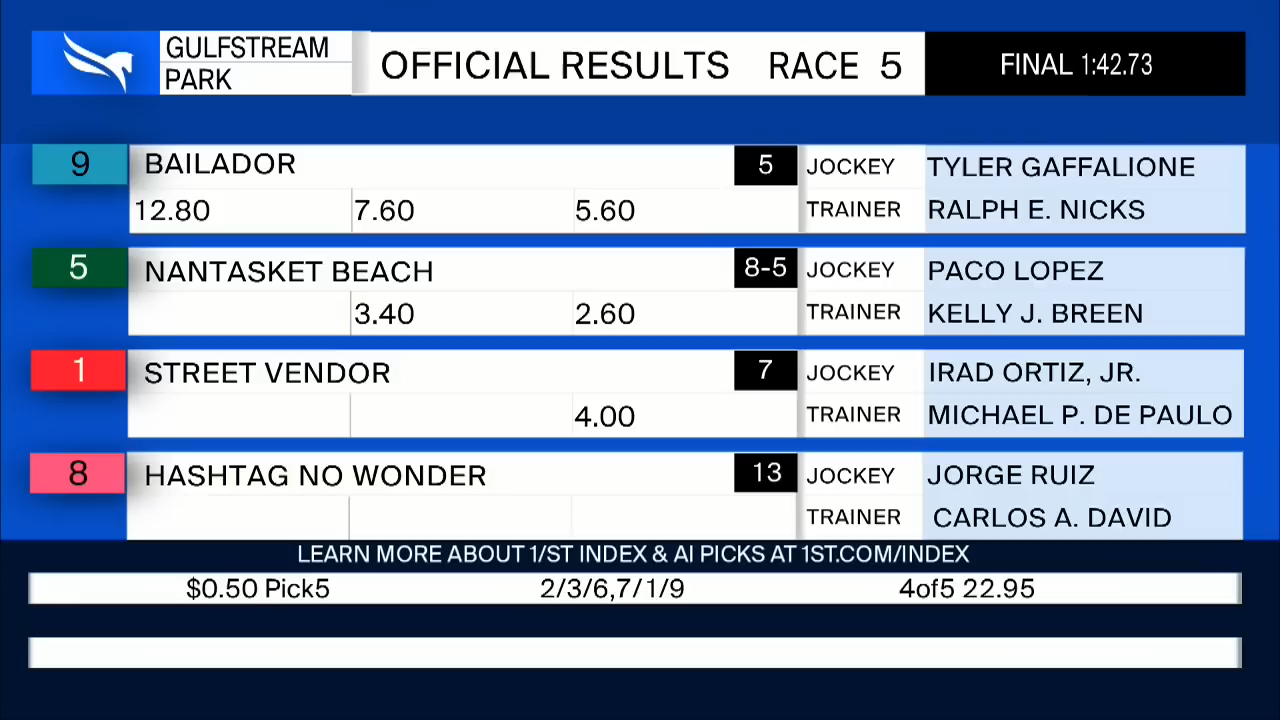 GULFSTREAM
PARK
OFFICIAL RESULTS RACE 5
FINAL 1:42.73
9 BAILADOR 5 JOCKEY TYLER GAFFALIONE
12.80 7.60 5.60 TRAINER RALPH E. NICKS
5 NANTASKET BEACH 8-5 JOCKEY PACO LOPEZ
3.40 2.60 TRAINER KELLY J. BREEN
1 STREET VENDOR 7 JOCKEY IRAD ORTIZ, JR.
4.00 TRAINER MICHAEL P. DE PAULO
8 HASHTAG NO WONDER 13 JOCKEY JORGE RUIZ
TRAINER CARLOS A. DAVID
LEARN MORE ABOUT 1/ST INDEX & AI PICKS AT 1ST.COM/INDEX
$0.50 Pick5 2/3/6,7/1/9 4of5 22.95